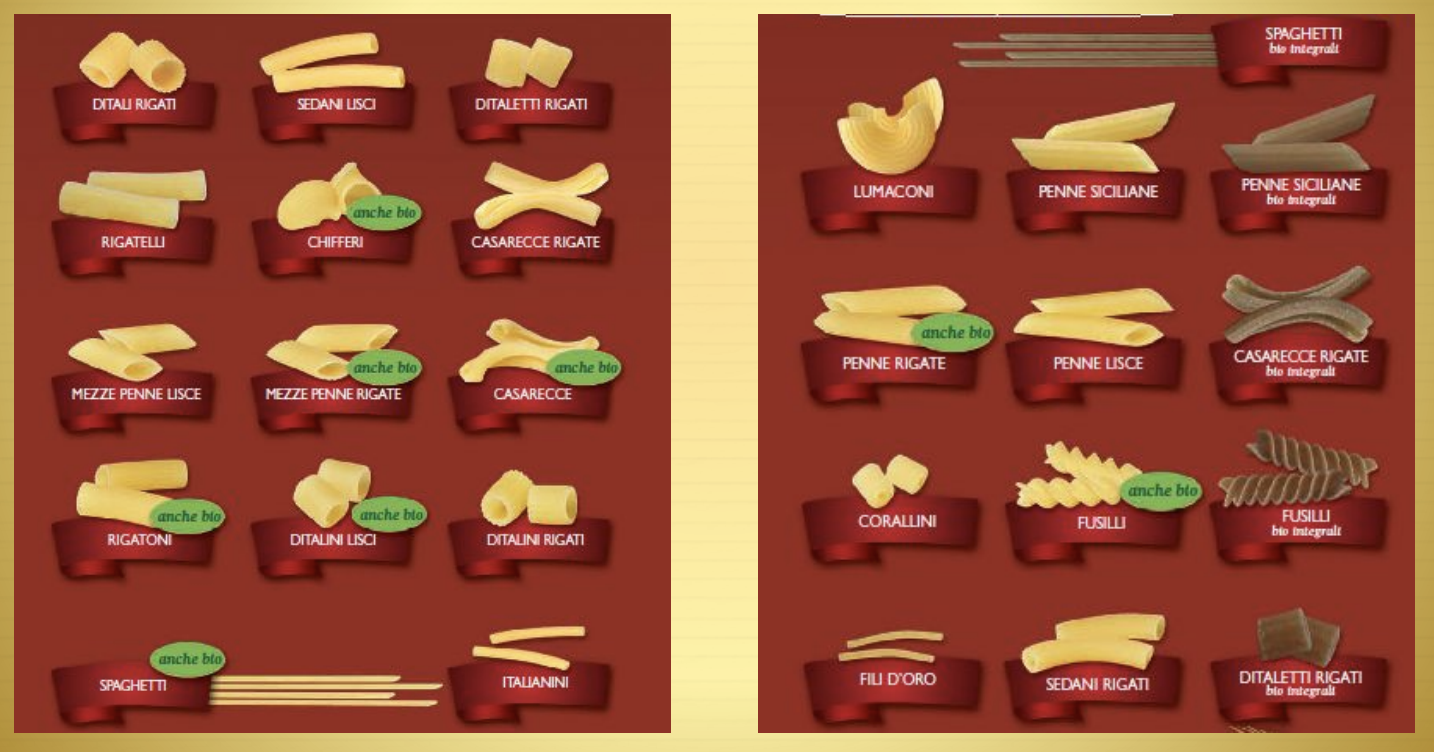 DITALI RIGATI
SEDANI LISCI
DITALETTI RIGATI
RIGATELLI
anche bio
CHIFFERI
CASARECCE RIGATE
MEZZE PENNE LISCE
anche bio
MEZZE PENNE RIGATE
anche bio
CASARECCE
anche bio
RIGATONI
anche bio
DITALINI LISCI
DITALINI RIGATI
anche bio
SPAGHETTI
ITALIANINI
SPAGHETTI
bio integrali
LUMACONI
PENNE SICILIANE
PENNE SICILIANE
bio integrali
anche bio
PENNE RIGATE
PENNE LISCE
CASARECCE RIGATE
bio integrali
CORALLINI
anche bio
FUSILLI
FUSILLI
bio integrali
FILI D'ORO
SEDANI RIGATI
DITALETTI RIGATI
bio integrali